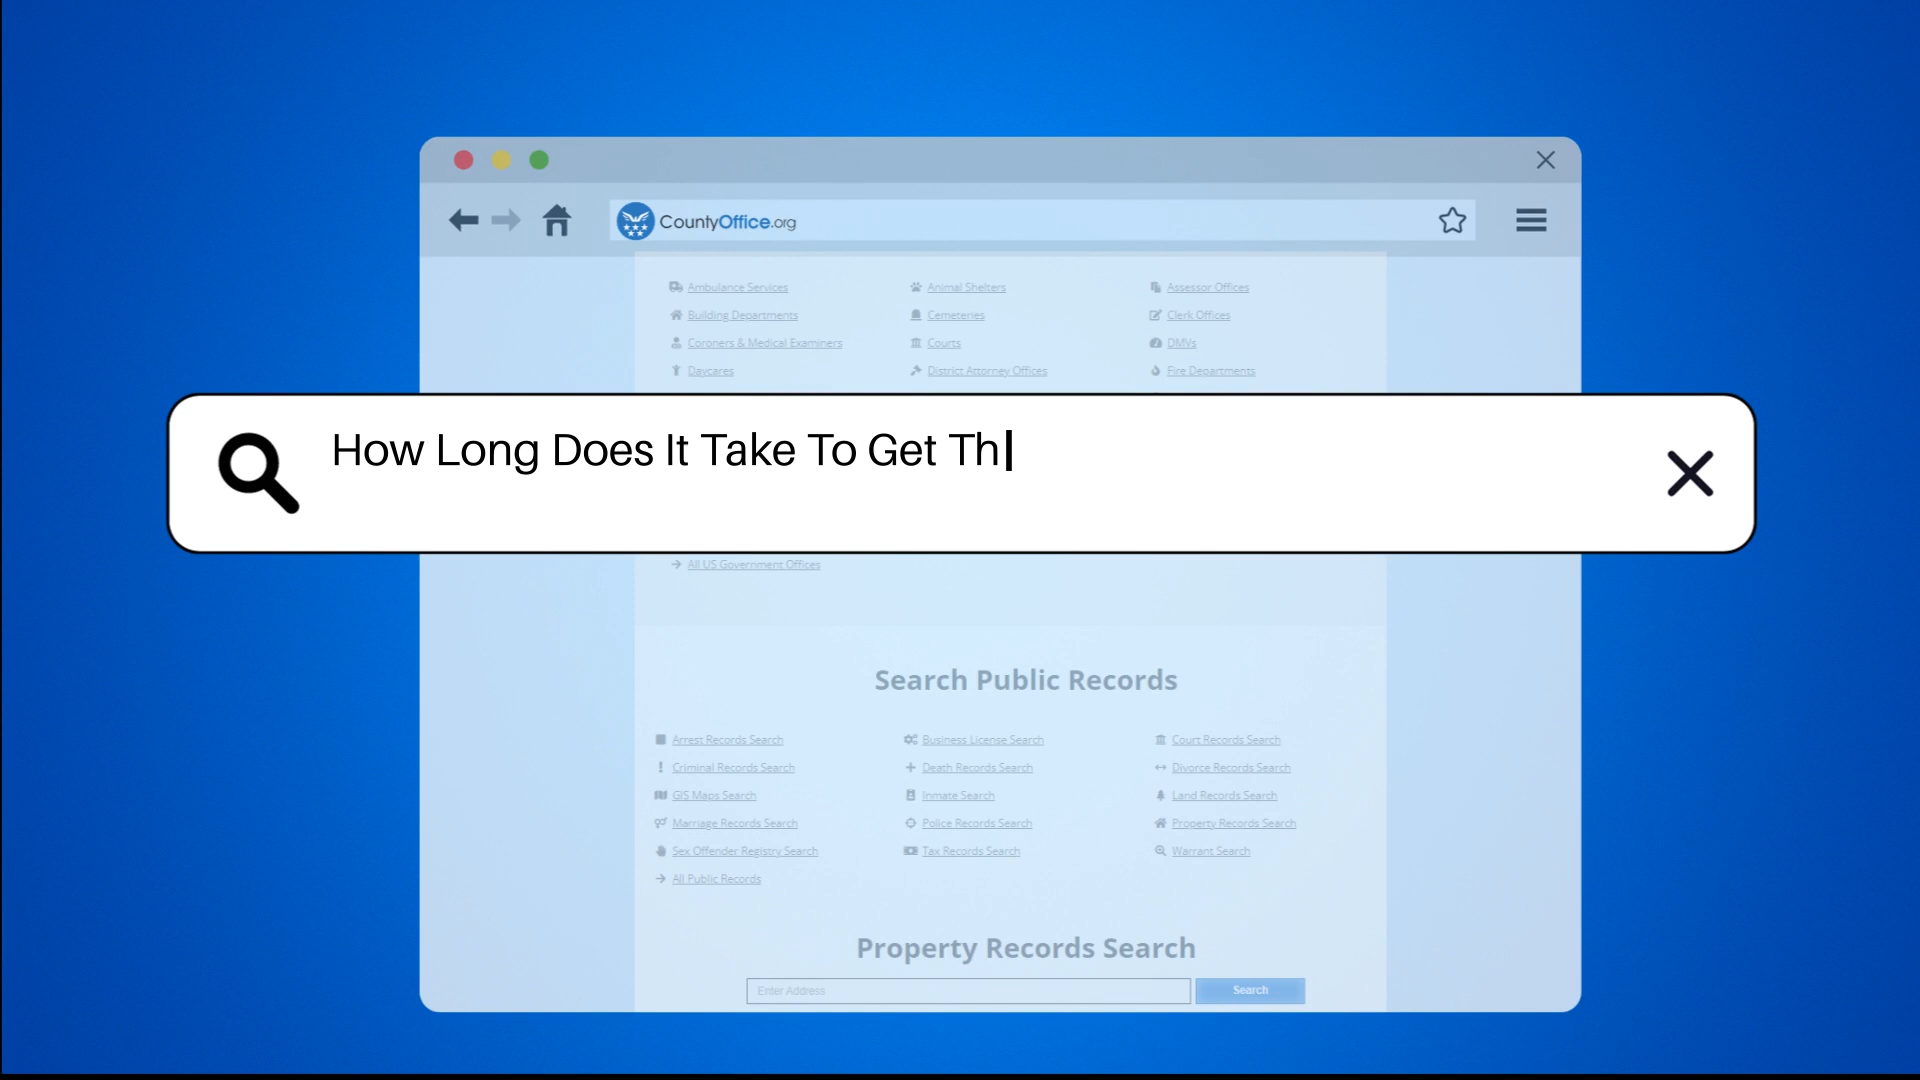 CountyOffice.org
Ambulance Services Animal Shelters Assessor Offices
Building Departments Cemeteries Clerk Offices
Coroners & Medical Examiners Courts DMVs
Daycares District Attorney Offices Fire Departments
How Long Does It Take To Get Th
All US Government Offices
Search Public Records
Arrest Records Search Business License Search Court Records Search
Criminal Records Search Death Records Search Divorce Records Search
GIS Maps Search Inmate Search Land Records Search
Marriage Records Search Police Records Search Property Records Search
Sex Offender Registry Search Tax Records Search Warrant Search
All Public Records
Property Records Search
Enter Address Search